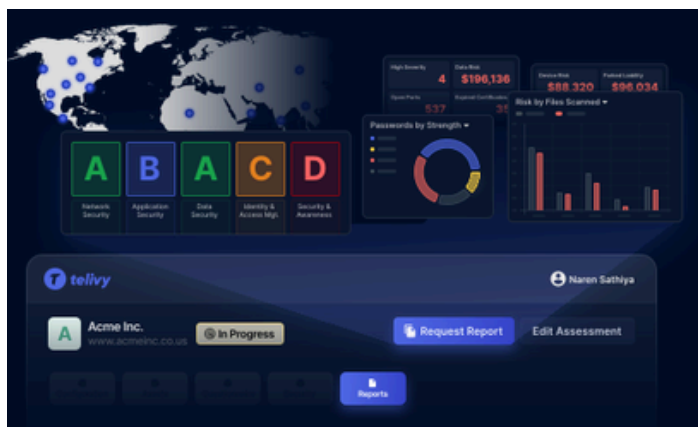 High Severity
4
Data Risk
$196,136
Open Ports
537
Expired Certificates
35
Device Risk
$88,320
$96,034
Risk by Files Scanned
Passwords by Strength
A
B
A
C
D
Network
Security
Application
Security
Data
Security
Identity &
Access Mgt.
Security &
Awareness
telivy
Naren Sathiya
A
Acme Inc.
www.acmeinc.co.us
In Progress
Request Report
Edit Assessment
Reports